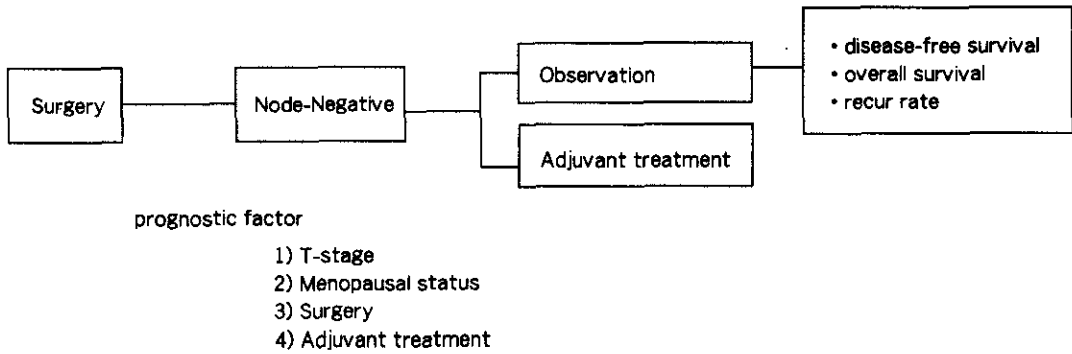 Surgery
Node-Negative
Observation
Adjuvant treatment
• disease-free survival
• overall survival
• recur rate
prognostic factor
1) T-stage
2) Menopausal status
3) Surgery
4) Adjuvant treatment